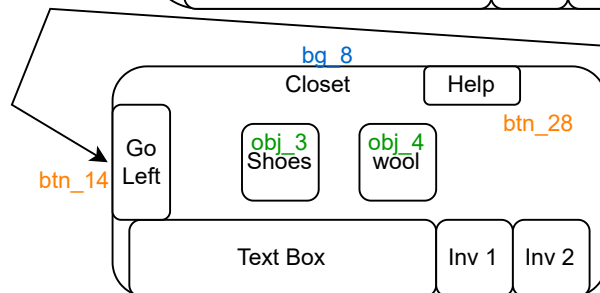 bg_8
Closet
Help
btn_28
Go
Left
btn_14
obj_3
Shoes
obj_4
wool
Text Box
Inv 1
Inv 2